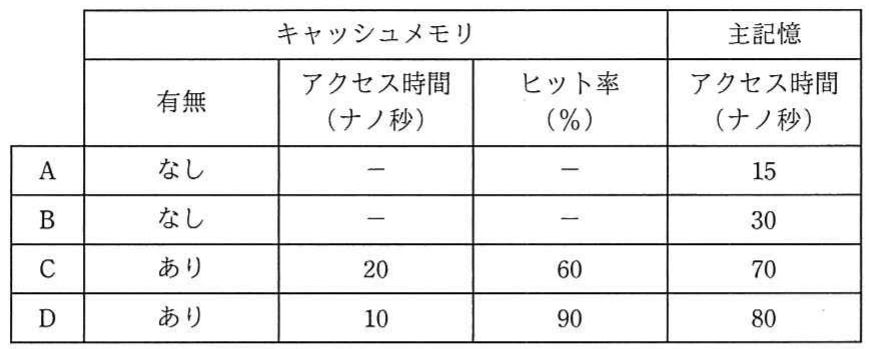 キャッシュメモリ 主記憶
有無 アクセス時間（ナノ秒） ヒット率（%） アクセス時間（ナノ秒）
A なし － － 15
B なし － － 30
C あり 20 60 70
D あり 10 90 80